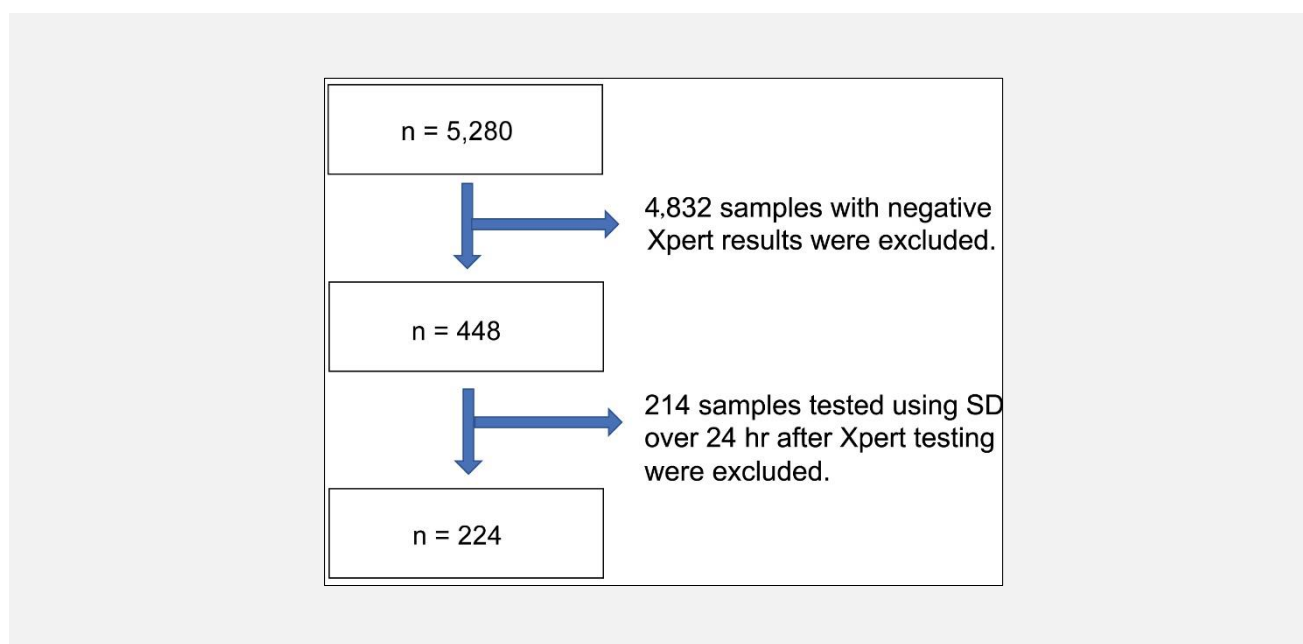 n = 5,280
4,832 samples with negative
Xpert results were excluded.
n = 448
214 samples tested using SD
over 24 hr after Xpert testing
were excluded.
n = 224